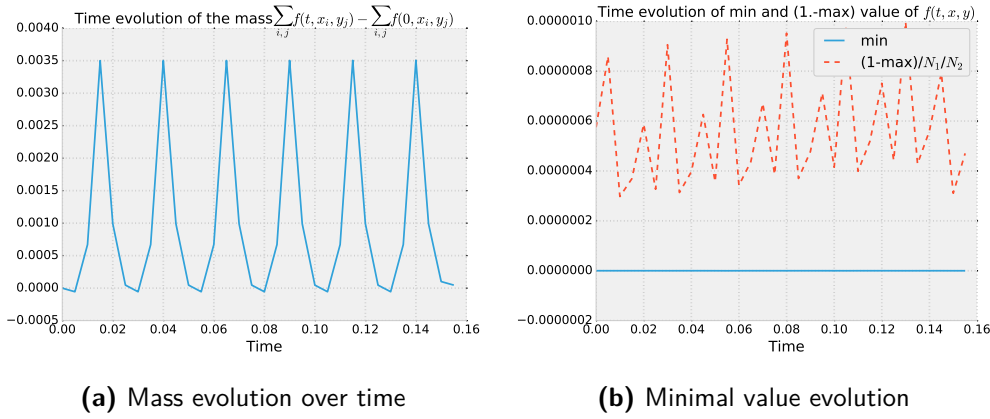 Time evolution of the mass ∑_{i,j} f(t, x_i, y_j) − ∑_{i,j} f(0, x_i, y_j)
0.0040
0.0035
0.0030
0.0025
0.0020
0.0015
0.0010
0.0005
0.0000
−0.0005
0.00 0.02 0.04 0.06 0.08 0.10 0.12 0.14 0.16
Time
(a) Mass evolution over time
Time evolution of min and (1.-max) value of f(t, x, y)
0.0000010
0.0000008
0.0000006
0.0000004
0.0000002
0.0000000
−0.0000002
min
(1-max)/N₁/N₂
0.00 0.02 0.04 0.06 0.08 0.10 0.12 0.14 0.16
Time
(b) Minimal value evolution